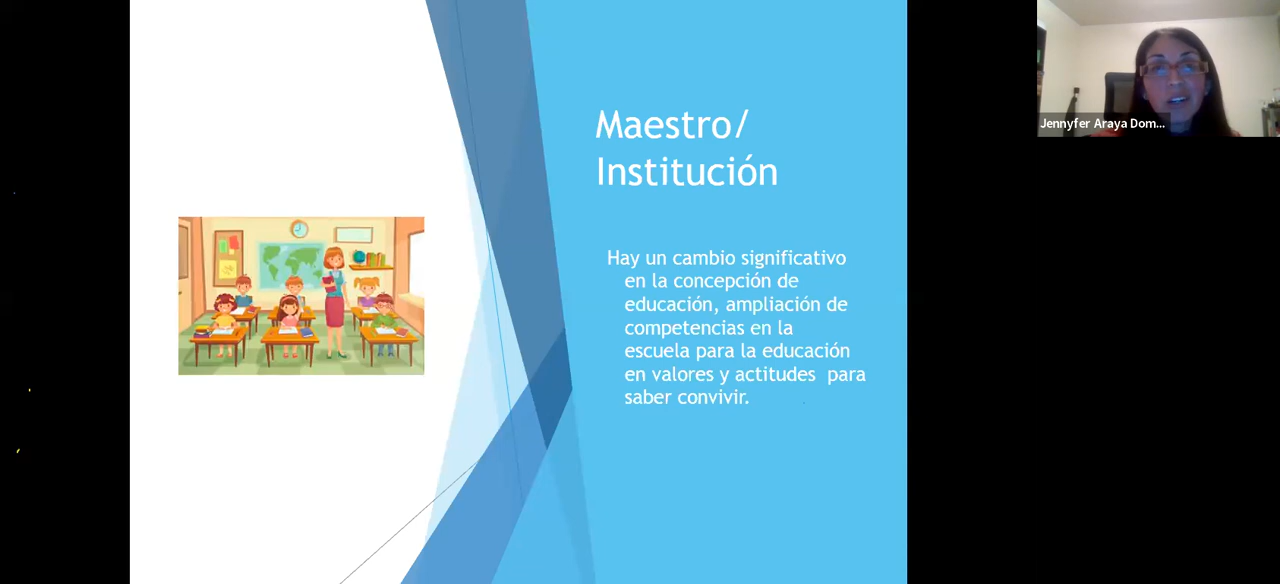 Maestro/
Institución
Hay un cambio significativo
en la concepción de
educación, ampliación de
competencias en la
escuela para la educación
en valores y actitudes para
saber convivir.
Jennyfer Araya Dom...